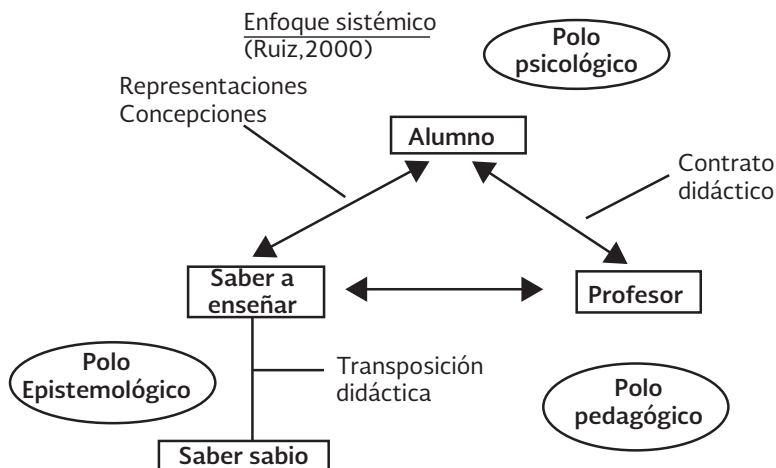 Enfoque sistémico
(Ruiz,2000)
Polo
psicológico
Representaciones
Concepciones
Alumno
Contrato
didáctico
Saber a
enseñar
Profesor
Polo
Epistemológico
Transposición
didáctica
Polo
pedagógico
Saber sabio